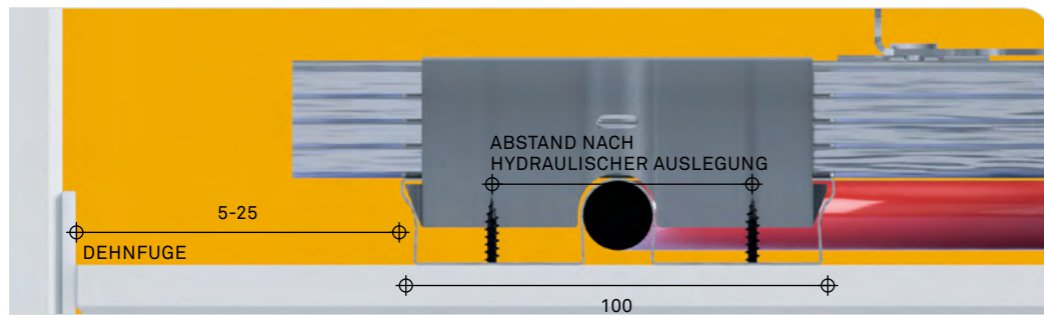 ABSTAND NACH
HYDRAULISCHER AUSLEGUNG
5-25
DEHNFUGE
100